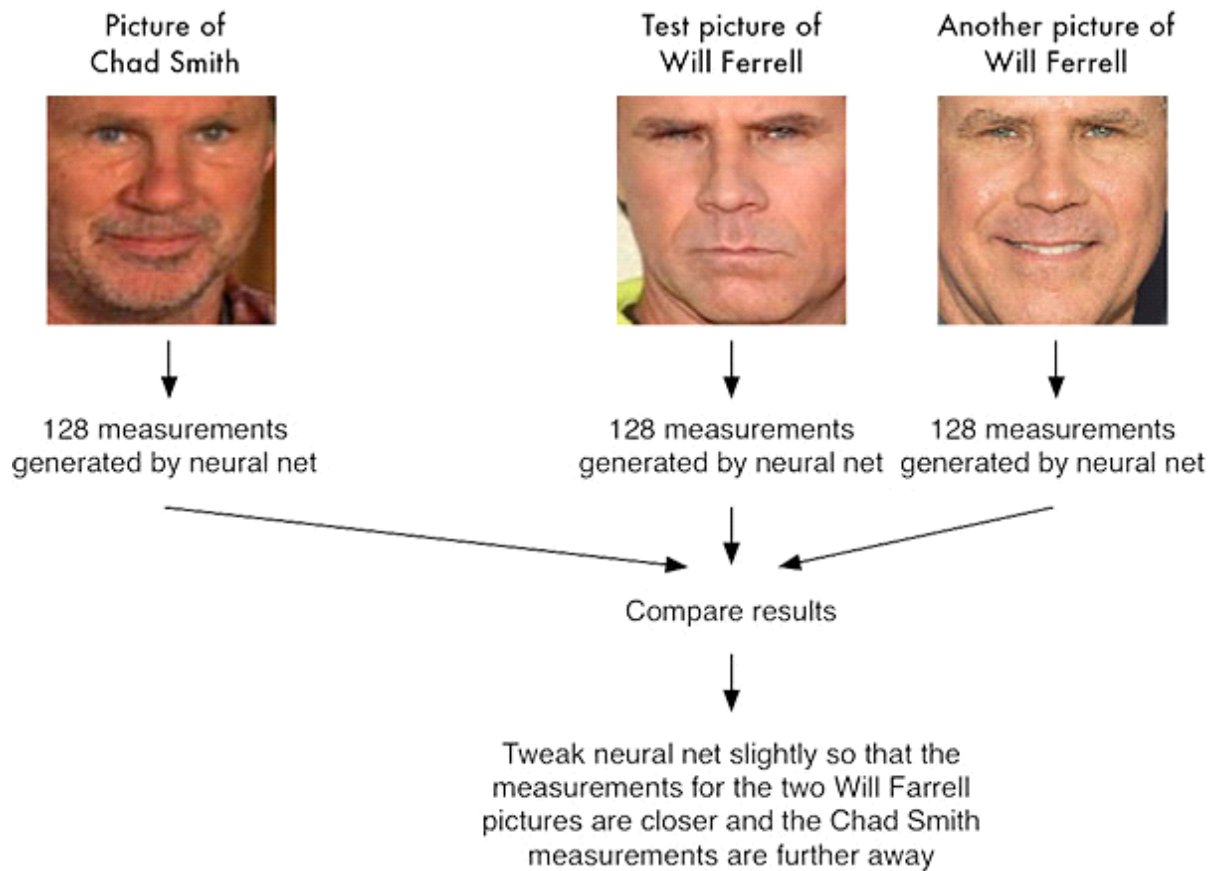 Picture of
Chad Smith
Test picture of
Will Ferrell
Another picture of
Will Ferrell
128 measurements
generated by neural net
128 measurements
generated by neural net
128 measurements
generated by neural net
Compare results
Tweak neural net slightly so that the
measurements for the two Will Farrell
pictures are closer and the Chad Smith
measurements are further away